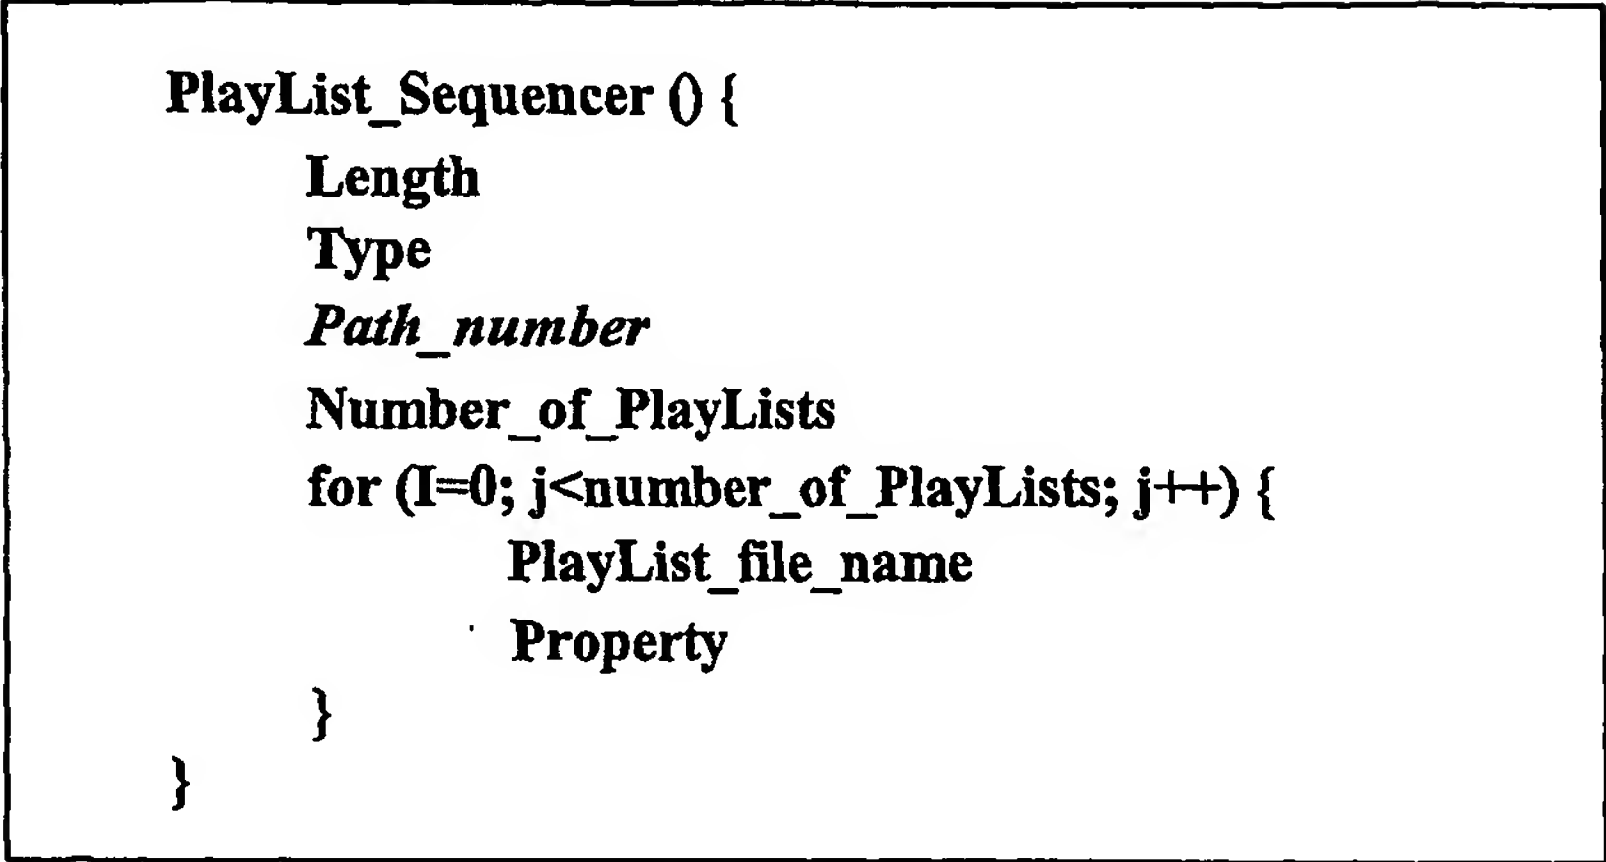 PlayList_Sequencer () {
Length
Type
Path_number
Number_of_PlayLists
for (I=0; j<number_of_PlayLists; j++) {
PlayList_file_name
Property
}
}